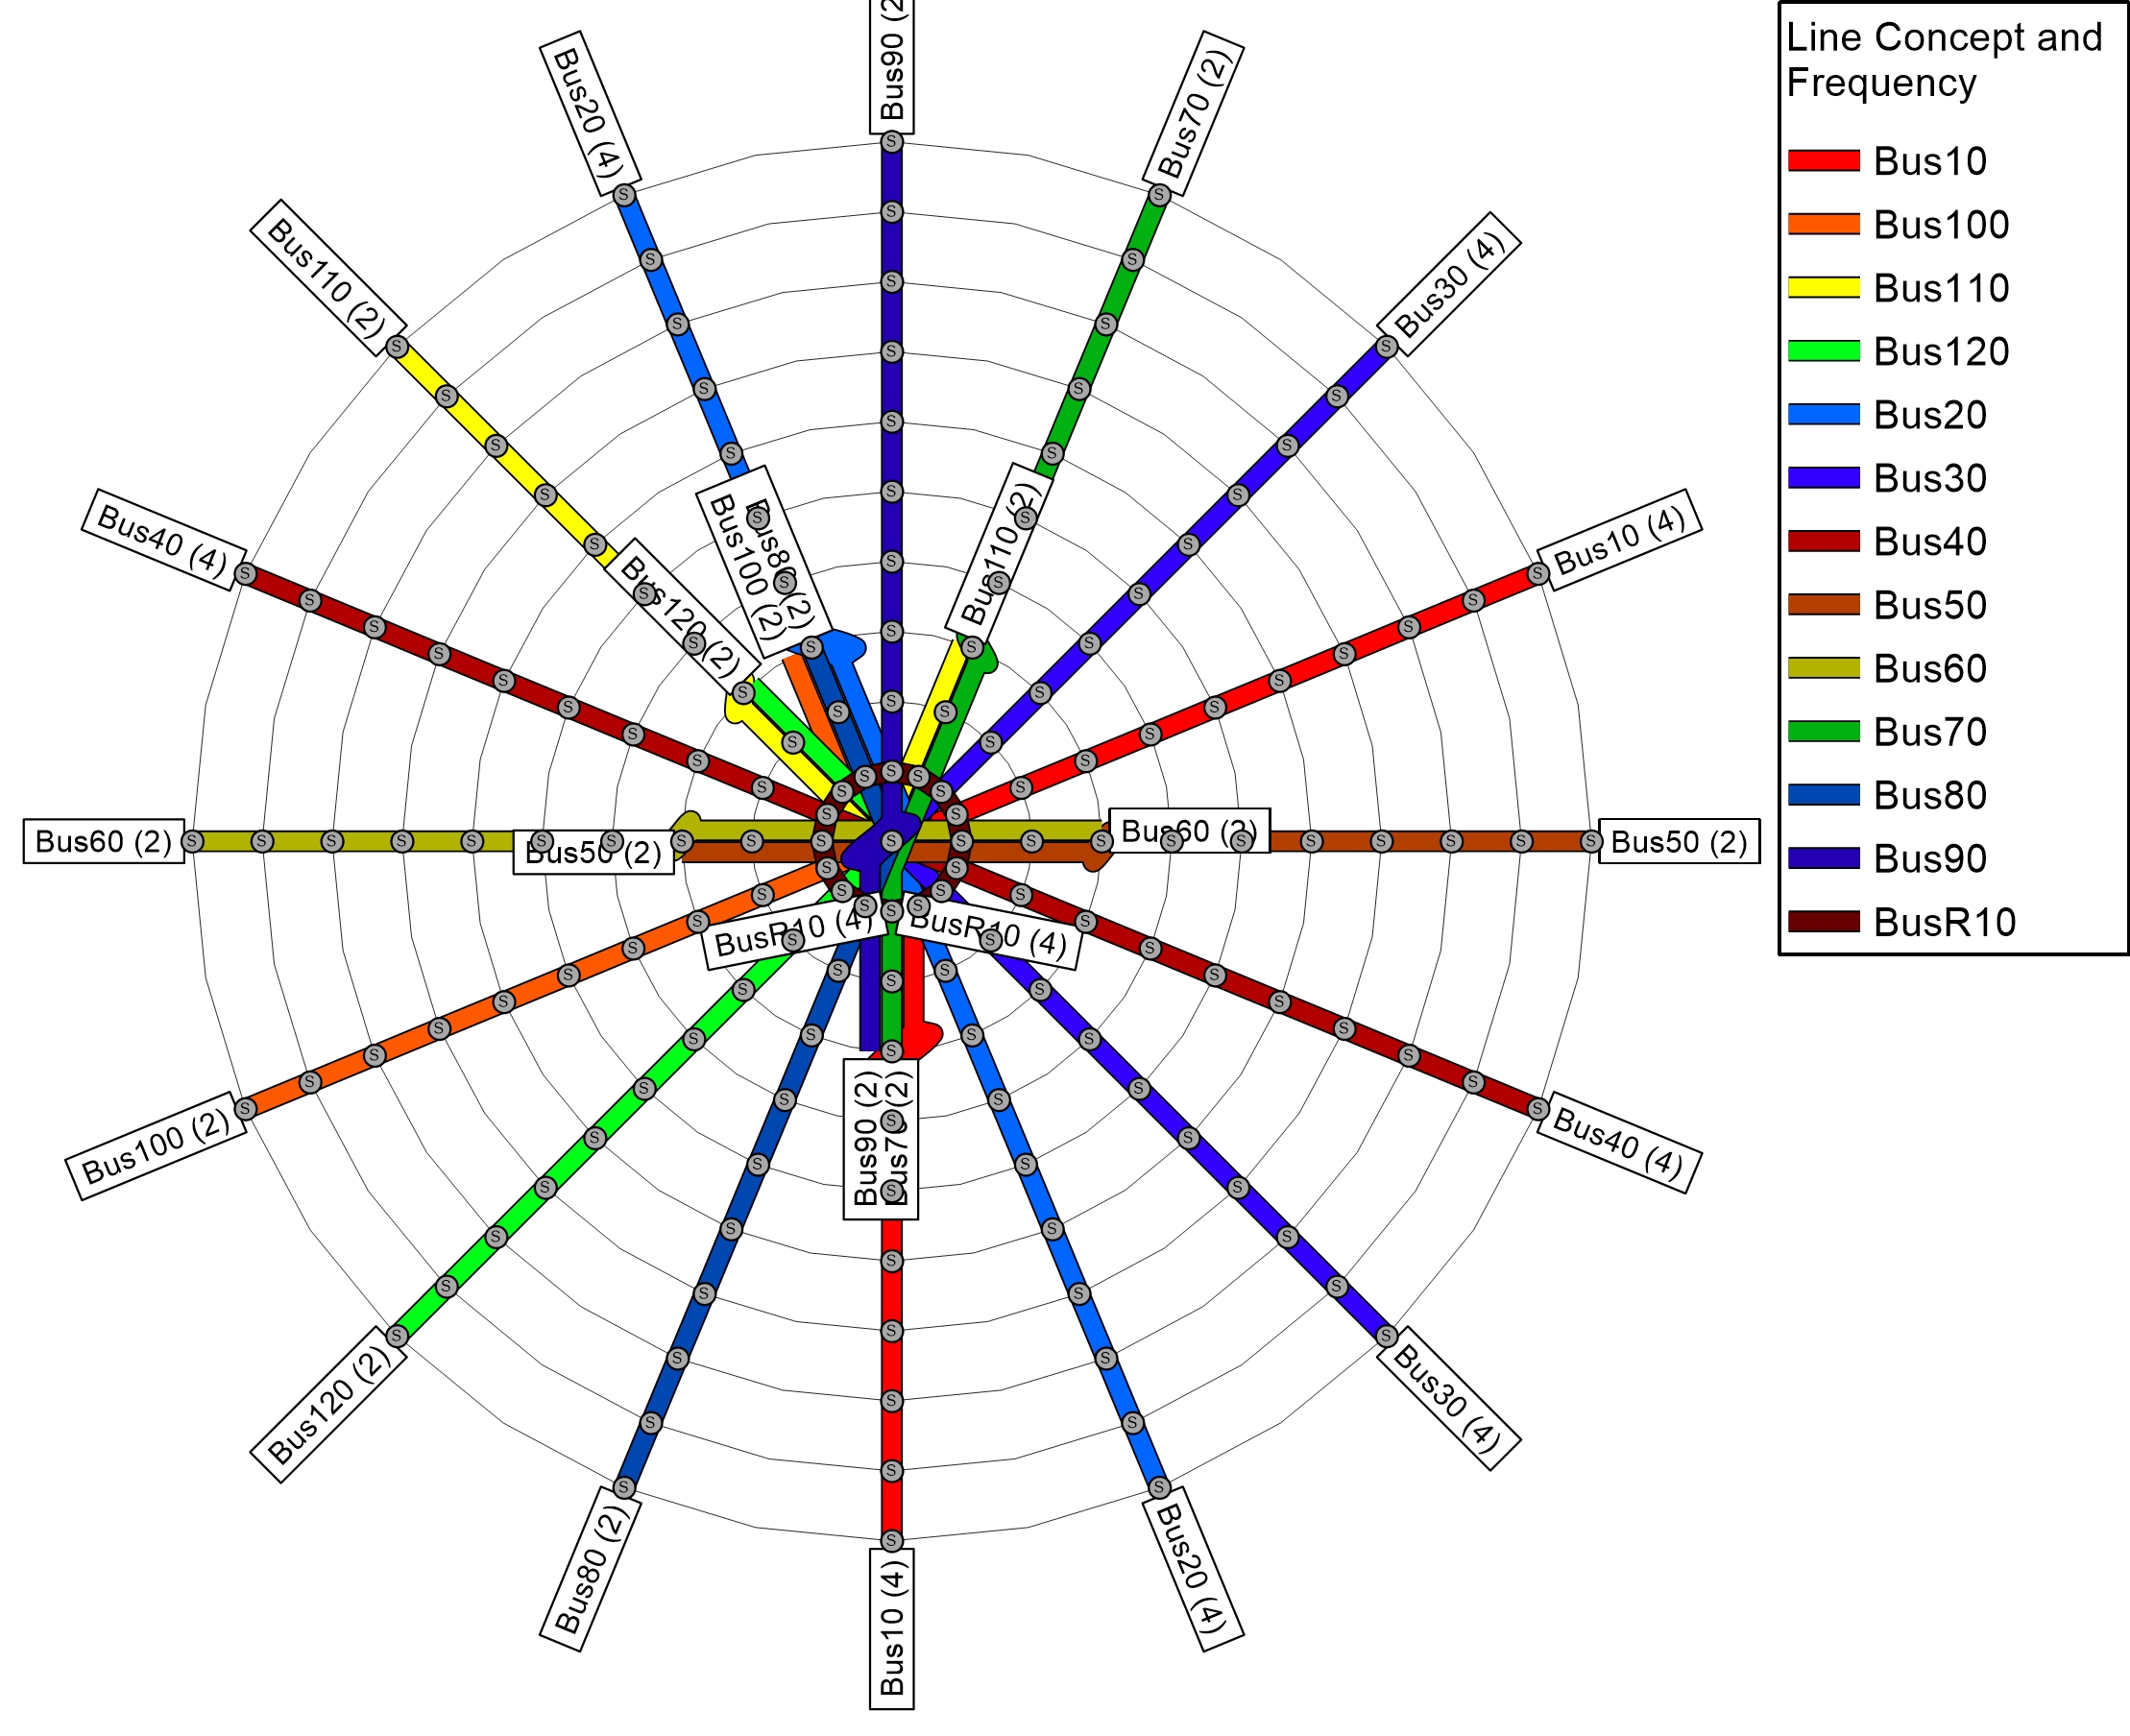 Bus90 (2
Bus20 (4)
Bus70 (2)
Bus110 (2)
Bus30 (4)
Bus40 (4)
Bus10 (4)
Bus80 (2)
Bus100 (2)
Bus110 (2)
Bus120 (2)
Bus60 (2)
Bus50 (2)
Bus60 (2)
Bus50 (2)
BusR10 (4)
BusR10 (4)
Bus90 (2)
Bus70 (2)
Bus100 (2)
Bus40 (4)
Bus120 (2)
Bus30 (4)
Bus80 (2)
Bus10 (4)
Bus20 (4)
Line Concept and
Frequency
Bus10
Bus100
Bus110
Bus120
Bus20
Bus30
Bus40
Bus50
Bus60
Bus70
Bus80
Bus90
BusR10